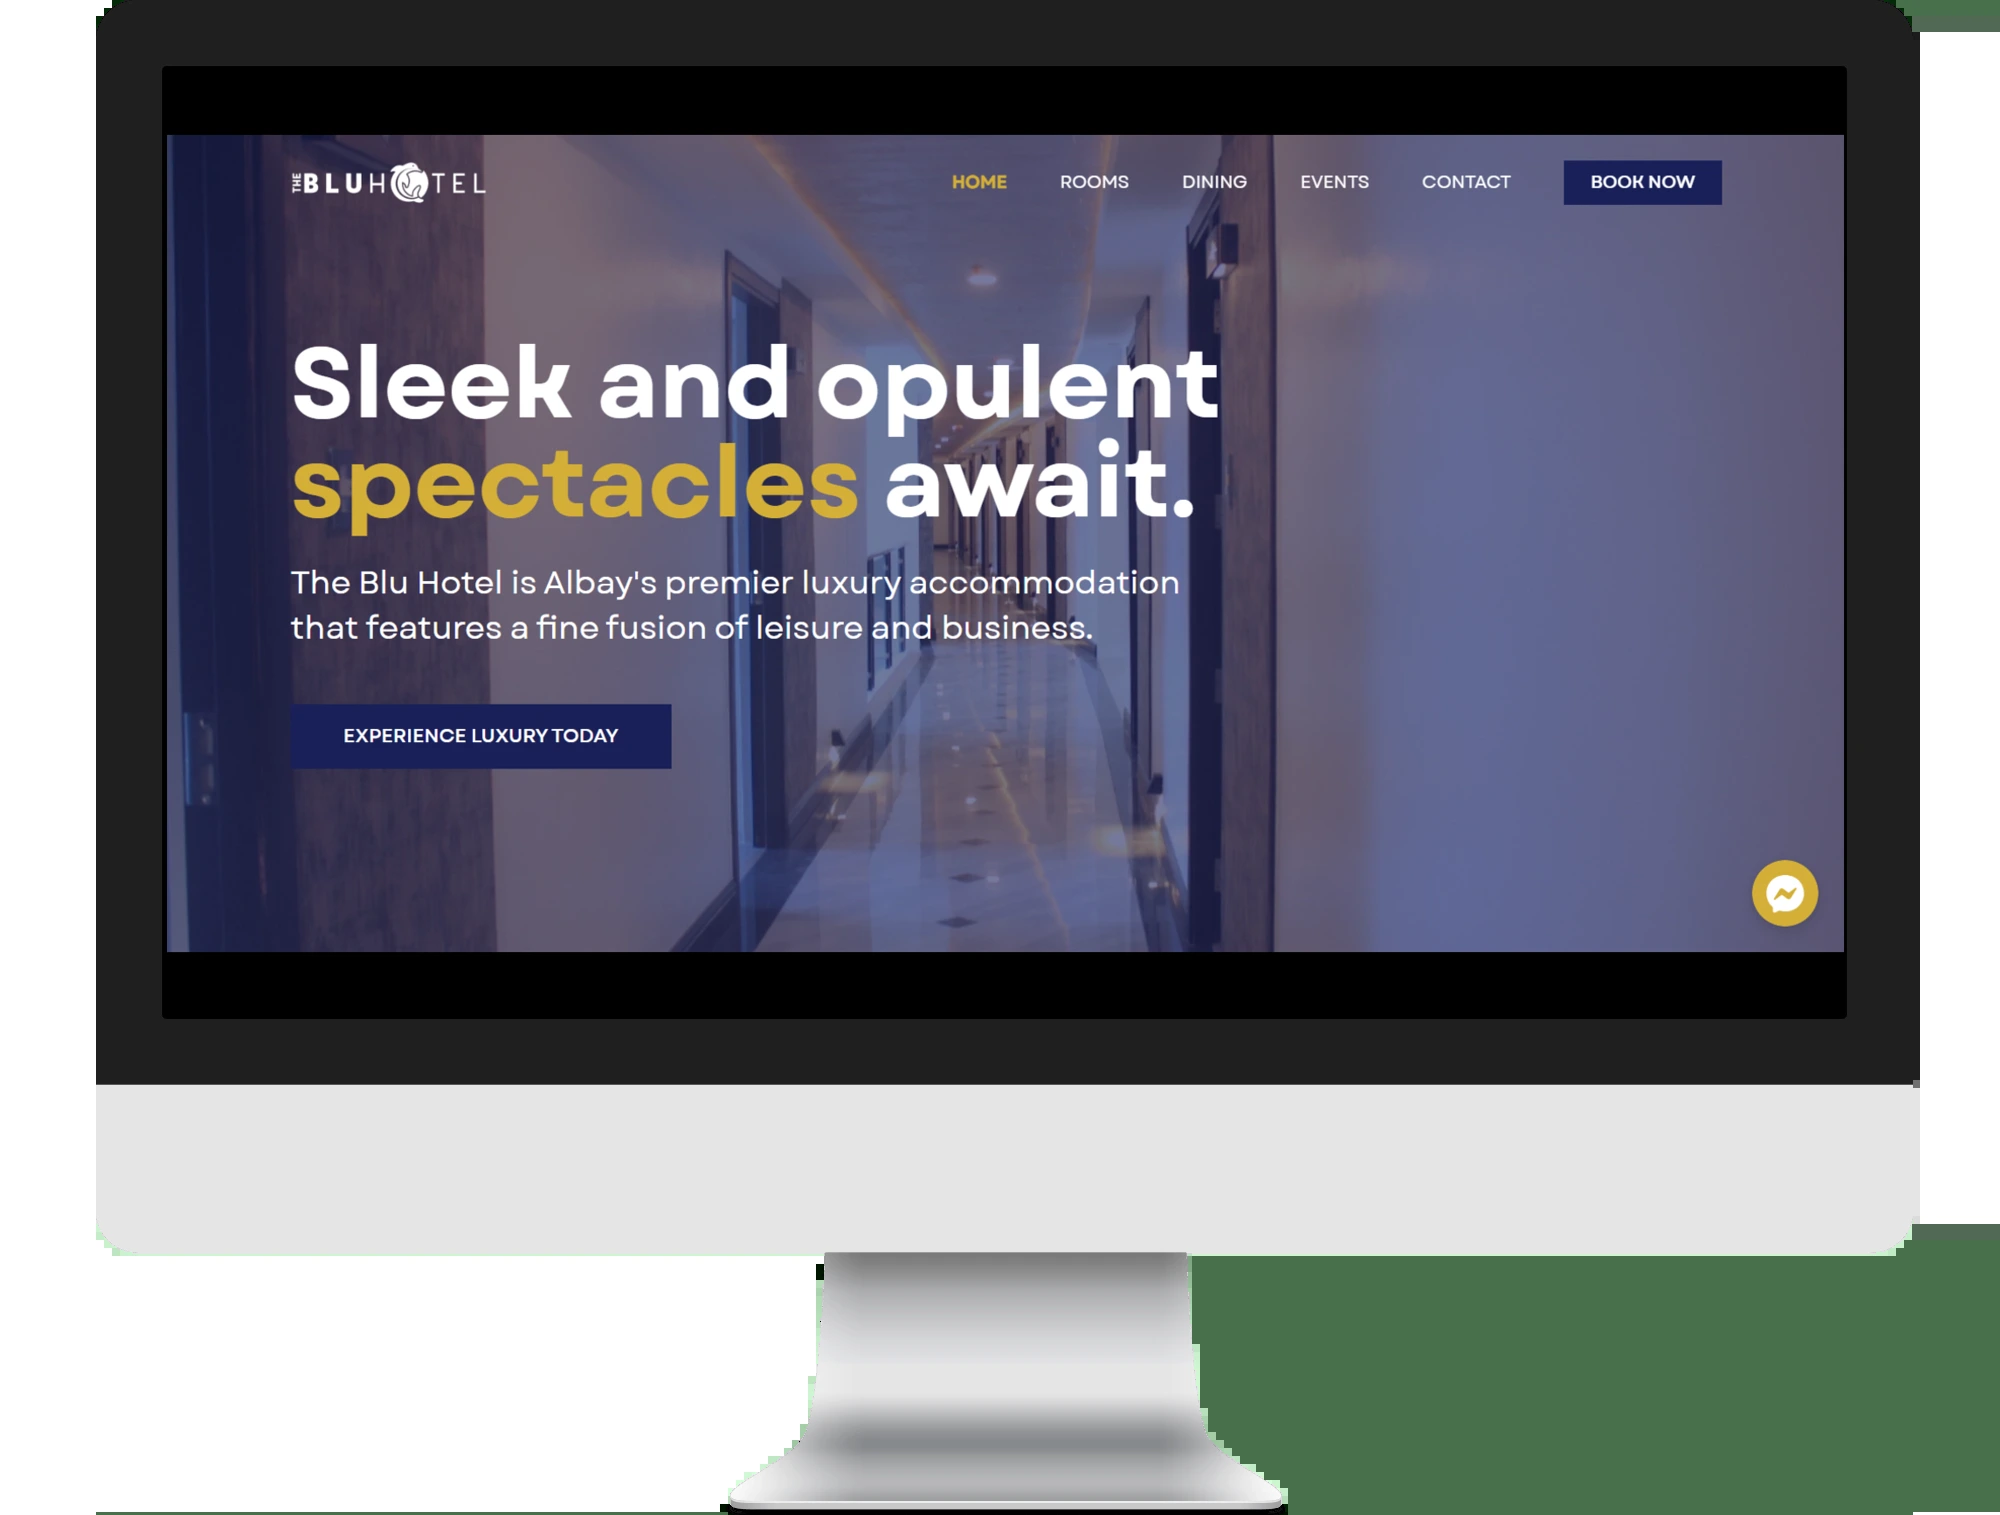 THE BLU HOTEL
HOME ROOMS DINING EVENTS CONTACT BOOK NOW
Sleek and opulent
spectacles await.
The Blu Hotel is Albay's premier luxury accommodation
that features a fine fusion of leisure and business.
EXPERIENCE LUXURY TODAY